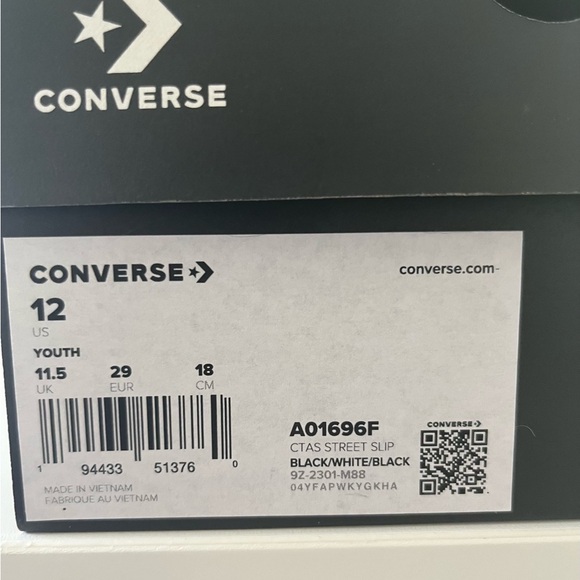 CONVERSE
CONVERSE
converse.com
12
US
YOUTH
11.5 29 18
UK EUR CM
1 94433 51376 0
MADE IN VIETNAM
FABRIQUE AU VIETNAM
A01696F
CTAS STREET SLIP
BLACK/WHITE/BLACK
9Z-2301-M88
04YFAPWKYGKHA
CONVERSE